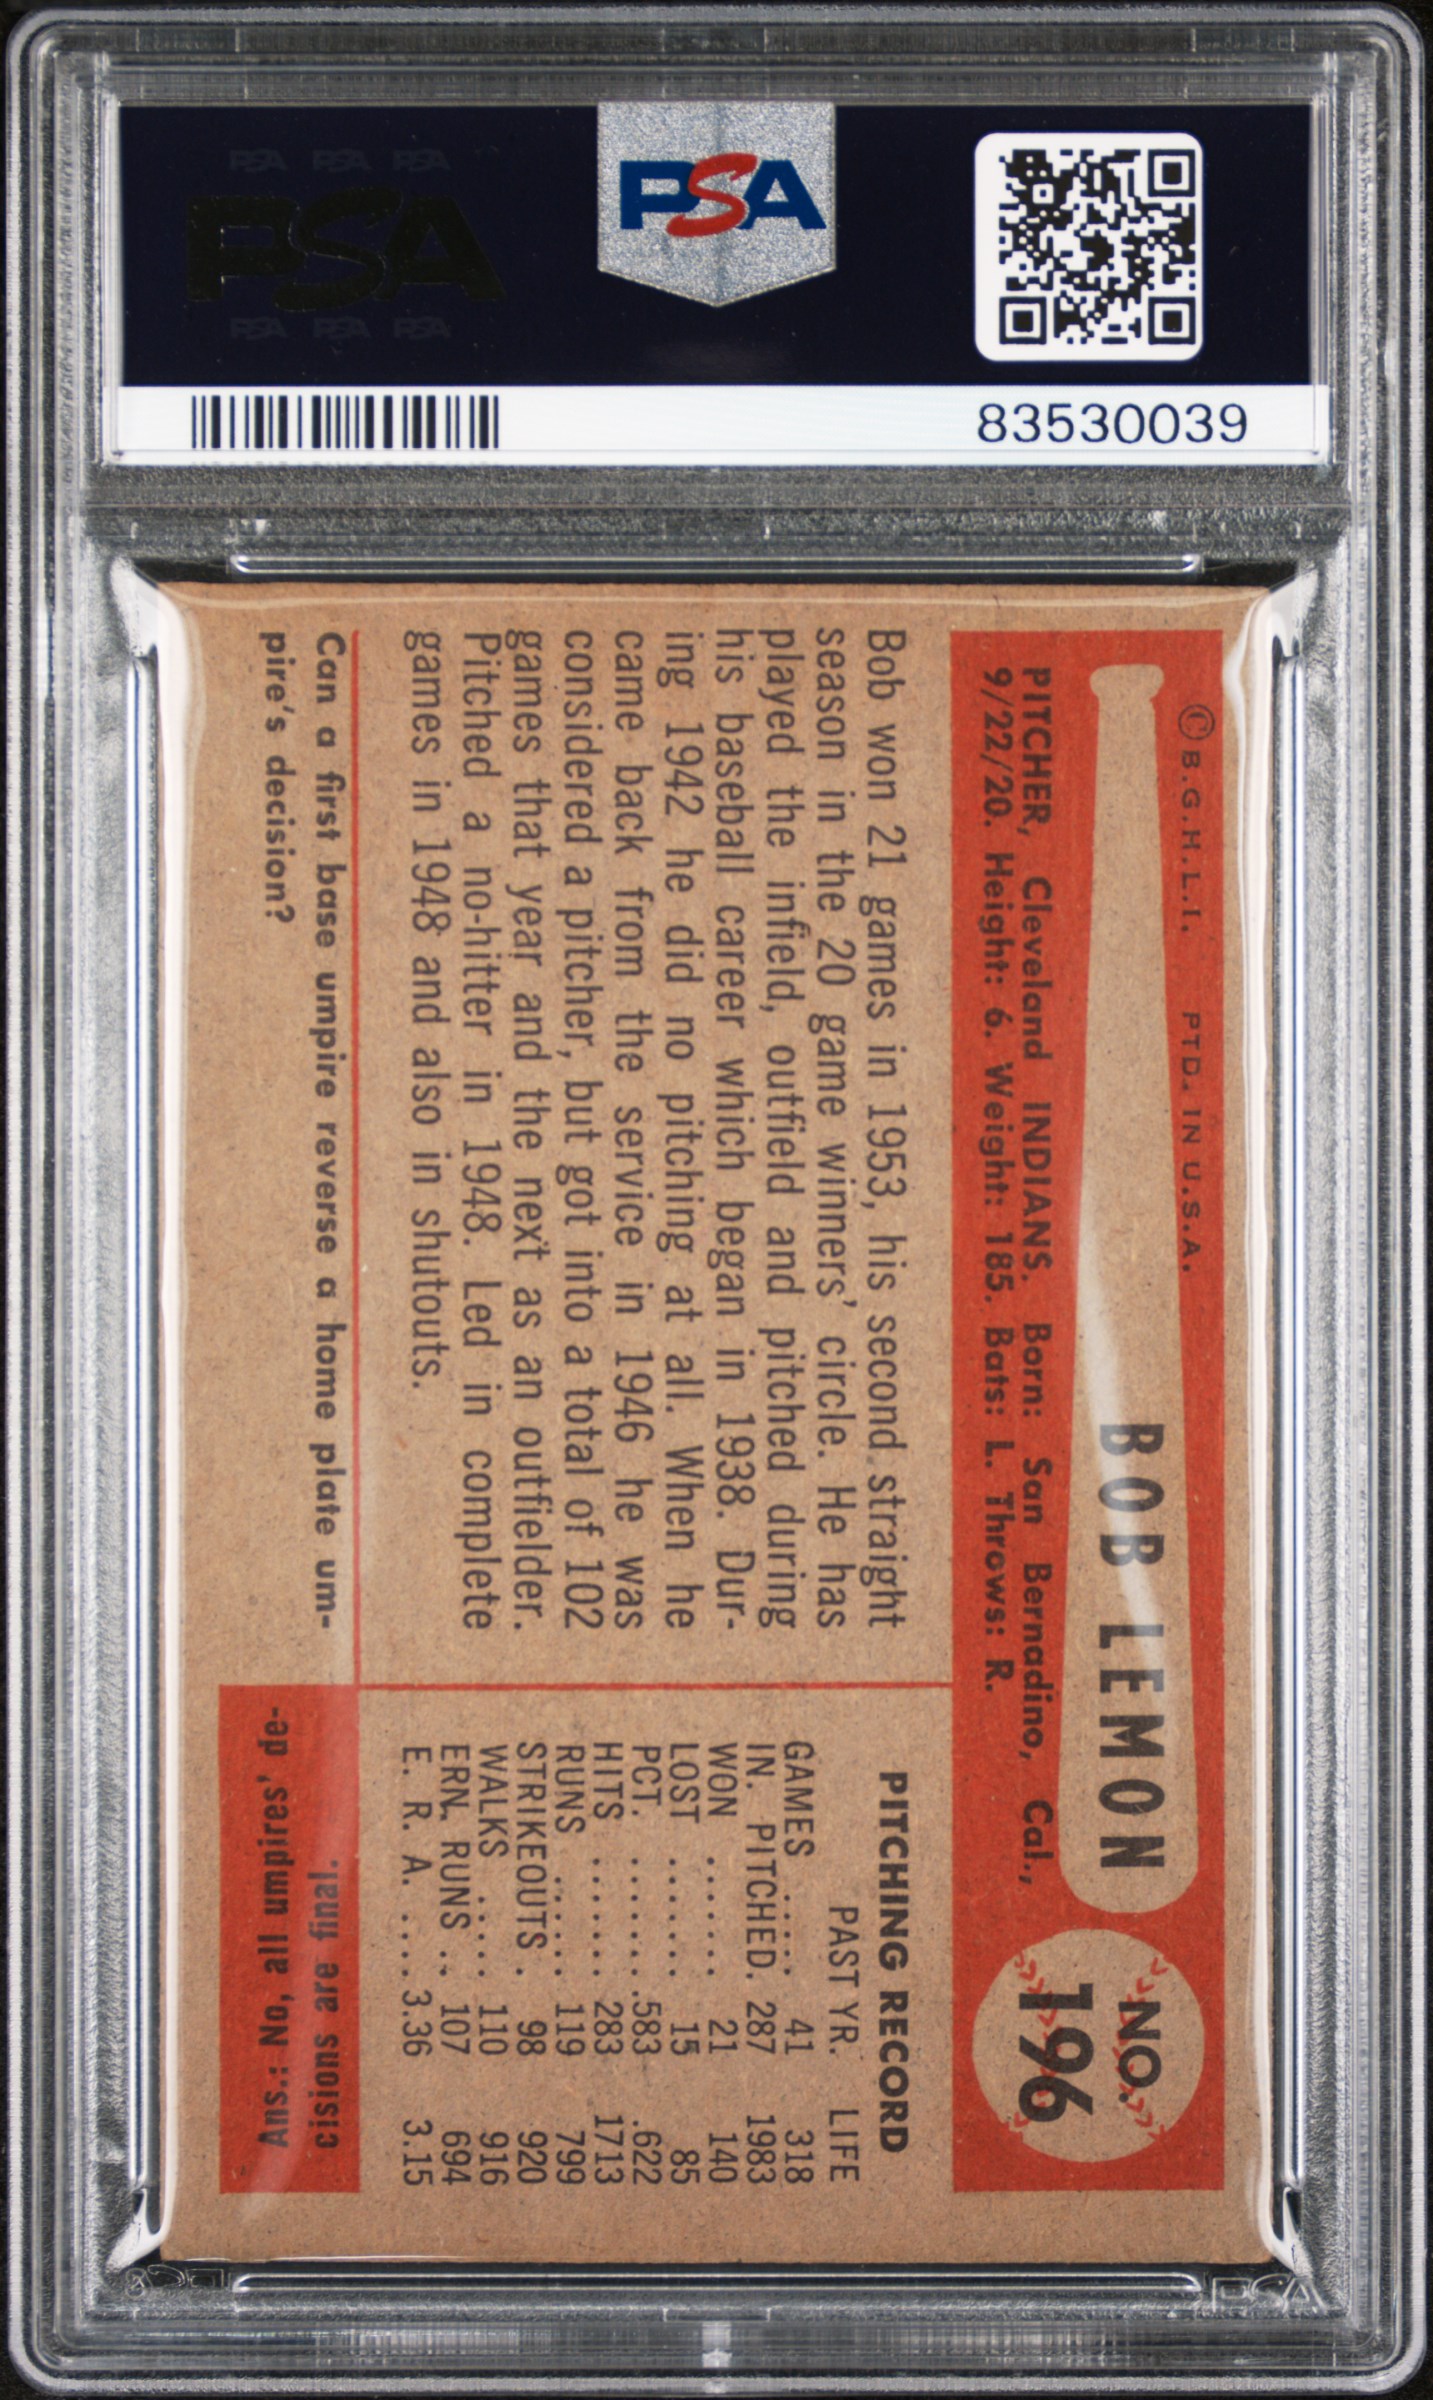 PSA PSA PSA
PSA
PSA PSA PSA
PSA
83530039
© B.G.H.L.I. PTD. IN U.S.A.
BOB LEMON
NO.
196
PITCHER, Cleveland INDIANS. Born: San Bernadino, Cal.,
9/22/20. Height: 6. Weight: 185. Bats: L. Throws: R.
Bob won 21 games in 1953, his second straight
season in the 20 game winners' circle. He has
played the infield, outfield and pitched during
his baseball career which began in 1938. Dur-
ing 1942 he did no pitching at all. When he
came back from the service in 1946 he was
considered a pitcher, but got into a total of 102
games that year and the next as an outfielder.
Pitched a no-hitter in 1948. Led in complete
games in 1948 and also in shutouts.
PITCHING RECORD
PAST YR. LIFE
GAMES ..... 41 318
IN. PITCHED. 287 1983
WON ....... 21 140
LOST ....... 15 85
PCT. ....... .583 .622
HITS ....... 283 1713
RUNS ...... 119 799
STRIKEOUTS . 98 920
WALKS .... 110 916
ERN. RUNS .. 107 694
E. R. A. .... 3.36 3.15
Can a first base umpire reverse a home plate um-
pire's decision?
Ans.: No, all umpires' de-
cisions are final.
PSA